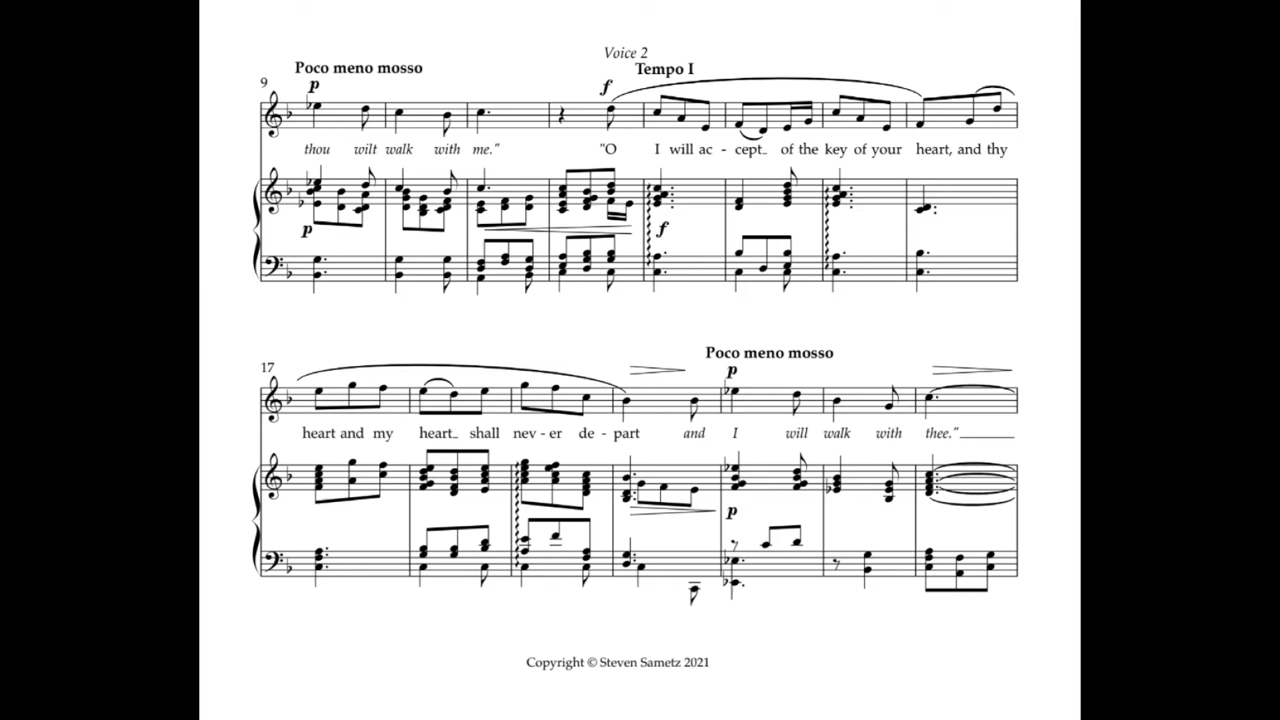 Voice 2
Poco meno mosso Tempo I
9 p f
thou wilt walk with me." "O I will ac - cept_ of the key of your heart, and thy
p f
Poco meno mosso
17 p
heart and my heart_ shall nev - er de - part and I will walk with thee."
p
Copyright © Steven Sametz 2021